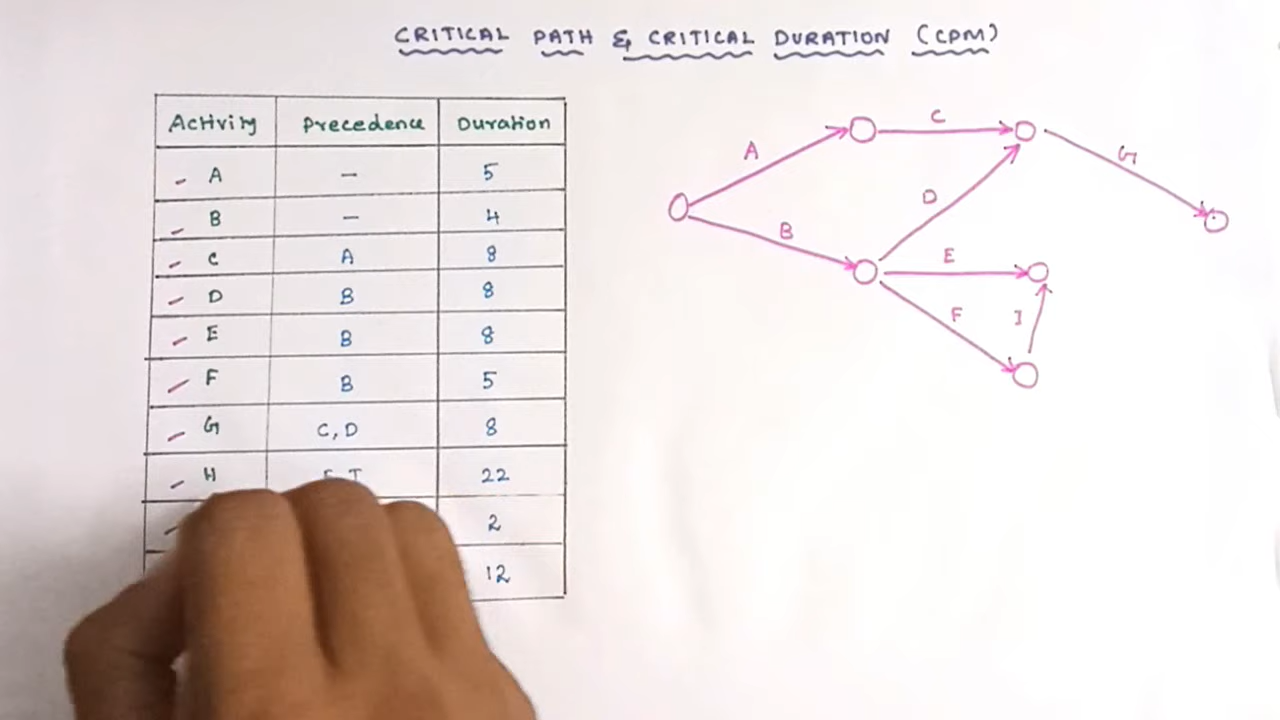 CRITICAL PATH & CRITICAL DURATION (CPM)
Activity Precedence Duration
A — 5
B — 4
C A 8
D B 8
E B 8
F B 5
G C, D 8
H 22
2
12
A
B
C
D
E
F
I
G